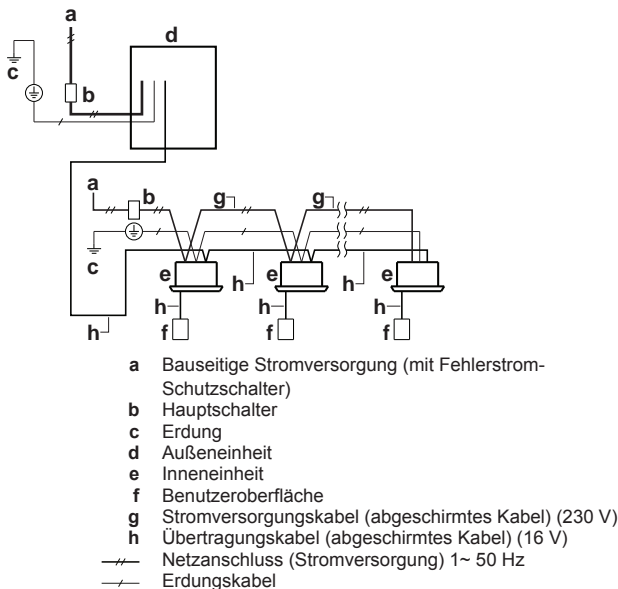 a
d
c
b
a
b
g
g
c
e
h
e
h
e
h
h
h
h
f
f
f
a Bauseitige Stromversorgung (mit Fehlerstrom-
Schutzschalter)
b Hauptschalter
c Erdung
d Außeneinheit
e Inneneinheit
f Benutzeroberfläche
g Stromversorgungskabel (abgeschirmtes Kabel) (230 V)
h Übertragungskabel (abgeschirmtes Kabel) (16 V)
Netzanschluss (Stromversorgung) 1~ 50 Hz
Erdungskabel